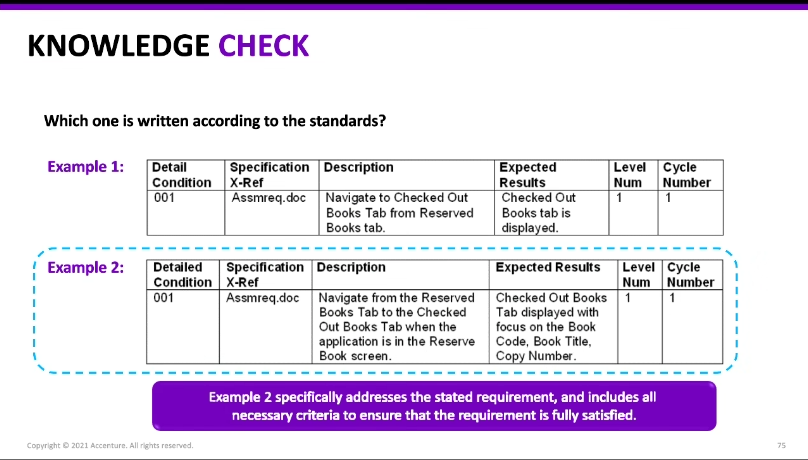 KNOWLEDGE CHECK
Which one is written according to the standards?
Example 1:
Detail Condition | Specification X-Ref | Description | Expected Results | Level Num | Cycle Number
001 | Assmreq.doc | Navigate to Checked Out Books Tab from Reserved Books tab. | Checked Out Books tab is displayed. | 1 | 1
Example 2:
Detailed Condition | Specification X-Ref | Description | Expected Results | Level Num | Cycle Number
001 | Assmreq.doc | Navigate from the Reserved Books Tab to the Checked Out Books Tab when the application is in the Reserve Book screen. | Checked Out Books Tab displayed with focus on the Book Code, Book Title, Copy Number. | 1 | 1
Example 2 specifically addresses the stated requirement, and includes all
necessary criteria to ensure that the requirement is fully satisfied.
Copyright © 2021 Accenture. All rights reserved.
75